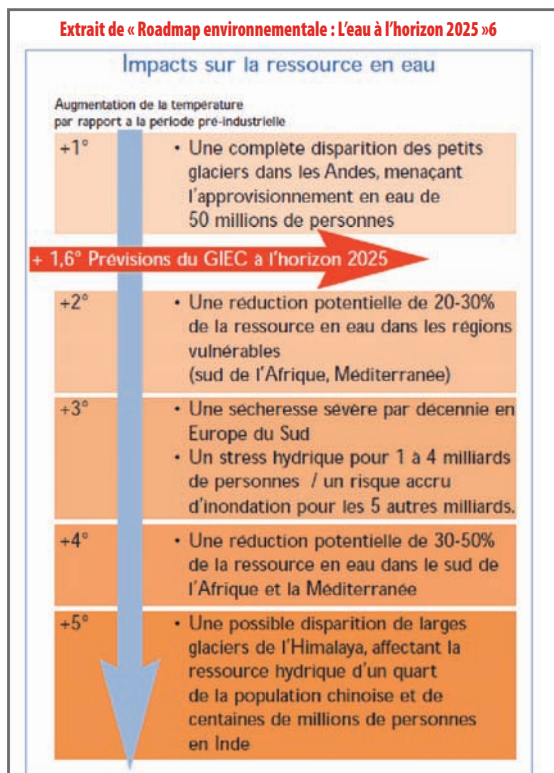 Extrait de « Roadmap environnementale : L'eau à l'horizon 2025 »6
Impacts sur la ressource en eau
Augmentation de la température
par rapport a la période pré-industrielle
+1°
• Une complète disparition des petits
glaciers dans les Andes, menaçant
l'approvisionnement en eau de
50 millions de personnes
+ 1,6° Prévisions du GIEC à l'horizon 2025
+2°
• Une réduction potentielle de 20-30%
de la ressource en eau dans les régions
vulnérables
(sud de l'Afrique, Méditerranée)
+3°
• Une sécheresse sévère par décennie en
Europe du Sud
• Un stress hydrique pour 1 à 4 milliards
de personnes / un risque accru
d'inondation pour les 5 autres milliards.
+4°
• Une réduction potentielle de 30-50%
de la ressource en eau dans le sud de
l'Afrique et la Méditerranée
+5°
• Une possible disparition de larges
glaciers de l'Himalaya, affectant la
ressource hydrique d'un quart
de la population chinoise et de
centaines de millions de personnes
en Inde